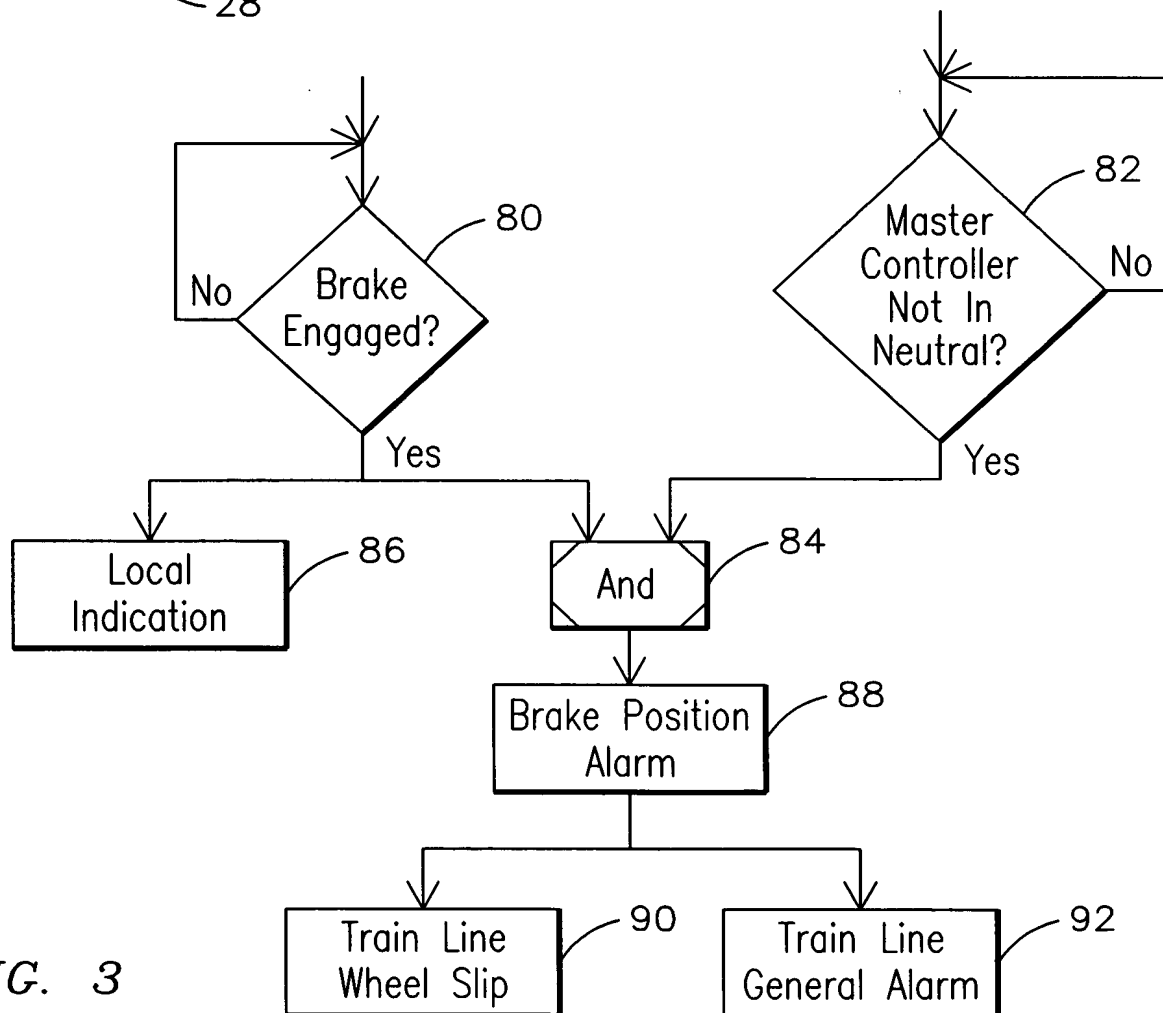 28
80
No
Brake
Engaged?
Yes
82
Master
Controller
Not In
Neutral?
No
Yes
Local
Indication
86
And
84
Brake Position
Alarm
88
Train Line
Wheel Slip
90
Train Line
General Alarm
92
G. 3